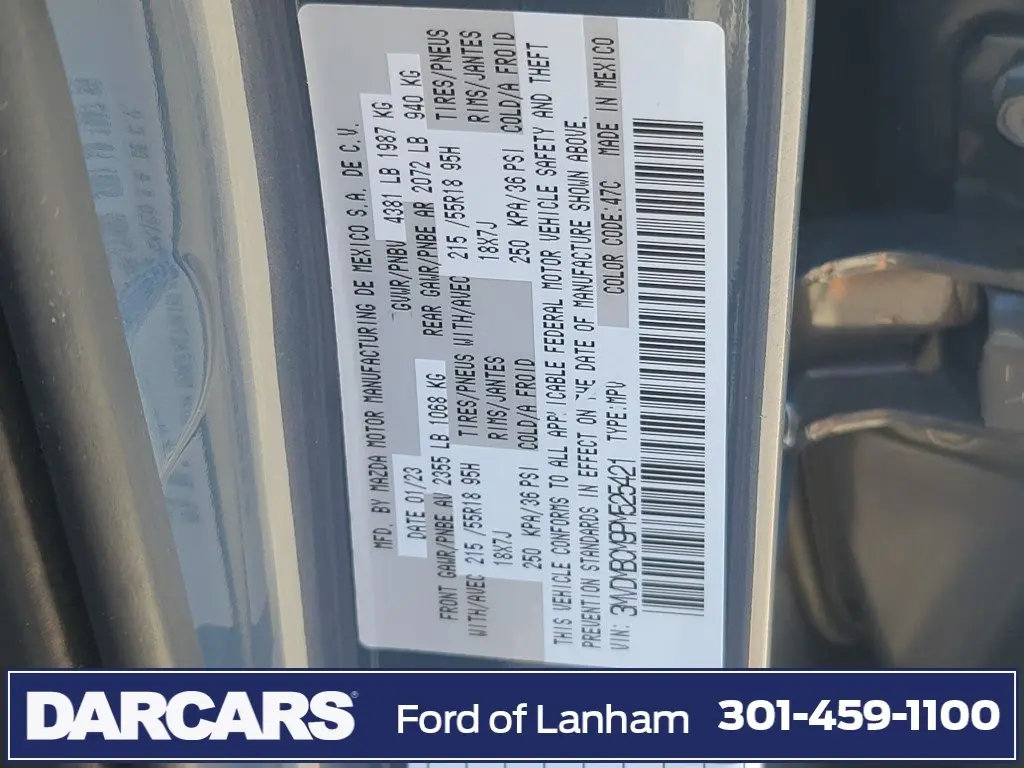 MFD. BY MAZDA MOTOR MANUFACTURING DE MEXICO S.A. DE C.V.
DATE 01/23 GVWR/PNBV 4381 LB 1987 KG
FRONT GAWR/PNBE AV 2355 LB 1068 KG REAR GAWR/PNBE AR 2072 LB 940 KG
WITH/AVEC 215 /55R18 95H TIRES/PNEUS WITH/AVEC 215 /55R18 95H TIRES/PNEUS
18X7J RIMS/JANTES 18X7J RIMS/JANTES
250 KPA/36 PSI COLD/A FROID 250 KPA/36 PSI COLD/A FROID
THIS VEHICLE CONFORMS TO ALL APPLICABLE FEDERAL MOTOR VEHICLE SAFETY AND THEFT
PREVENTION STANDARDS IN EFFECT ON THE DATE OF MANUFACTURE SHOWN ABOVE.
VIN: 3MVDMBCNX9PM525421 TYPE:MPV COLOR CODE:47C MADE IN MEXICO
DARCARS® Ford of Lanham 301-459-1100